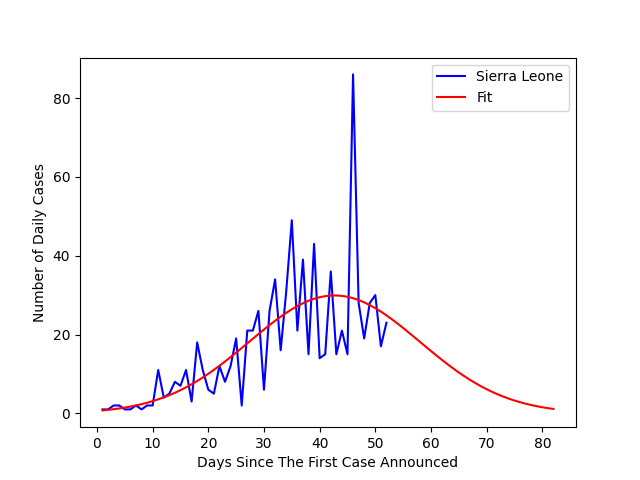 Sierra Leone
Fit
80
60
40
20
0
Number of Daily Cases
0 10 20 30 40 50 60 70 80
Days Since The First Case Announced